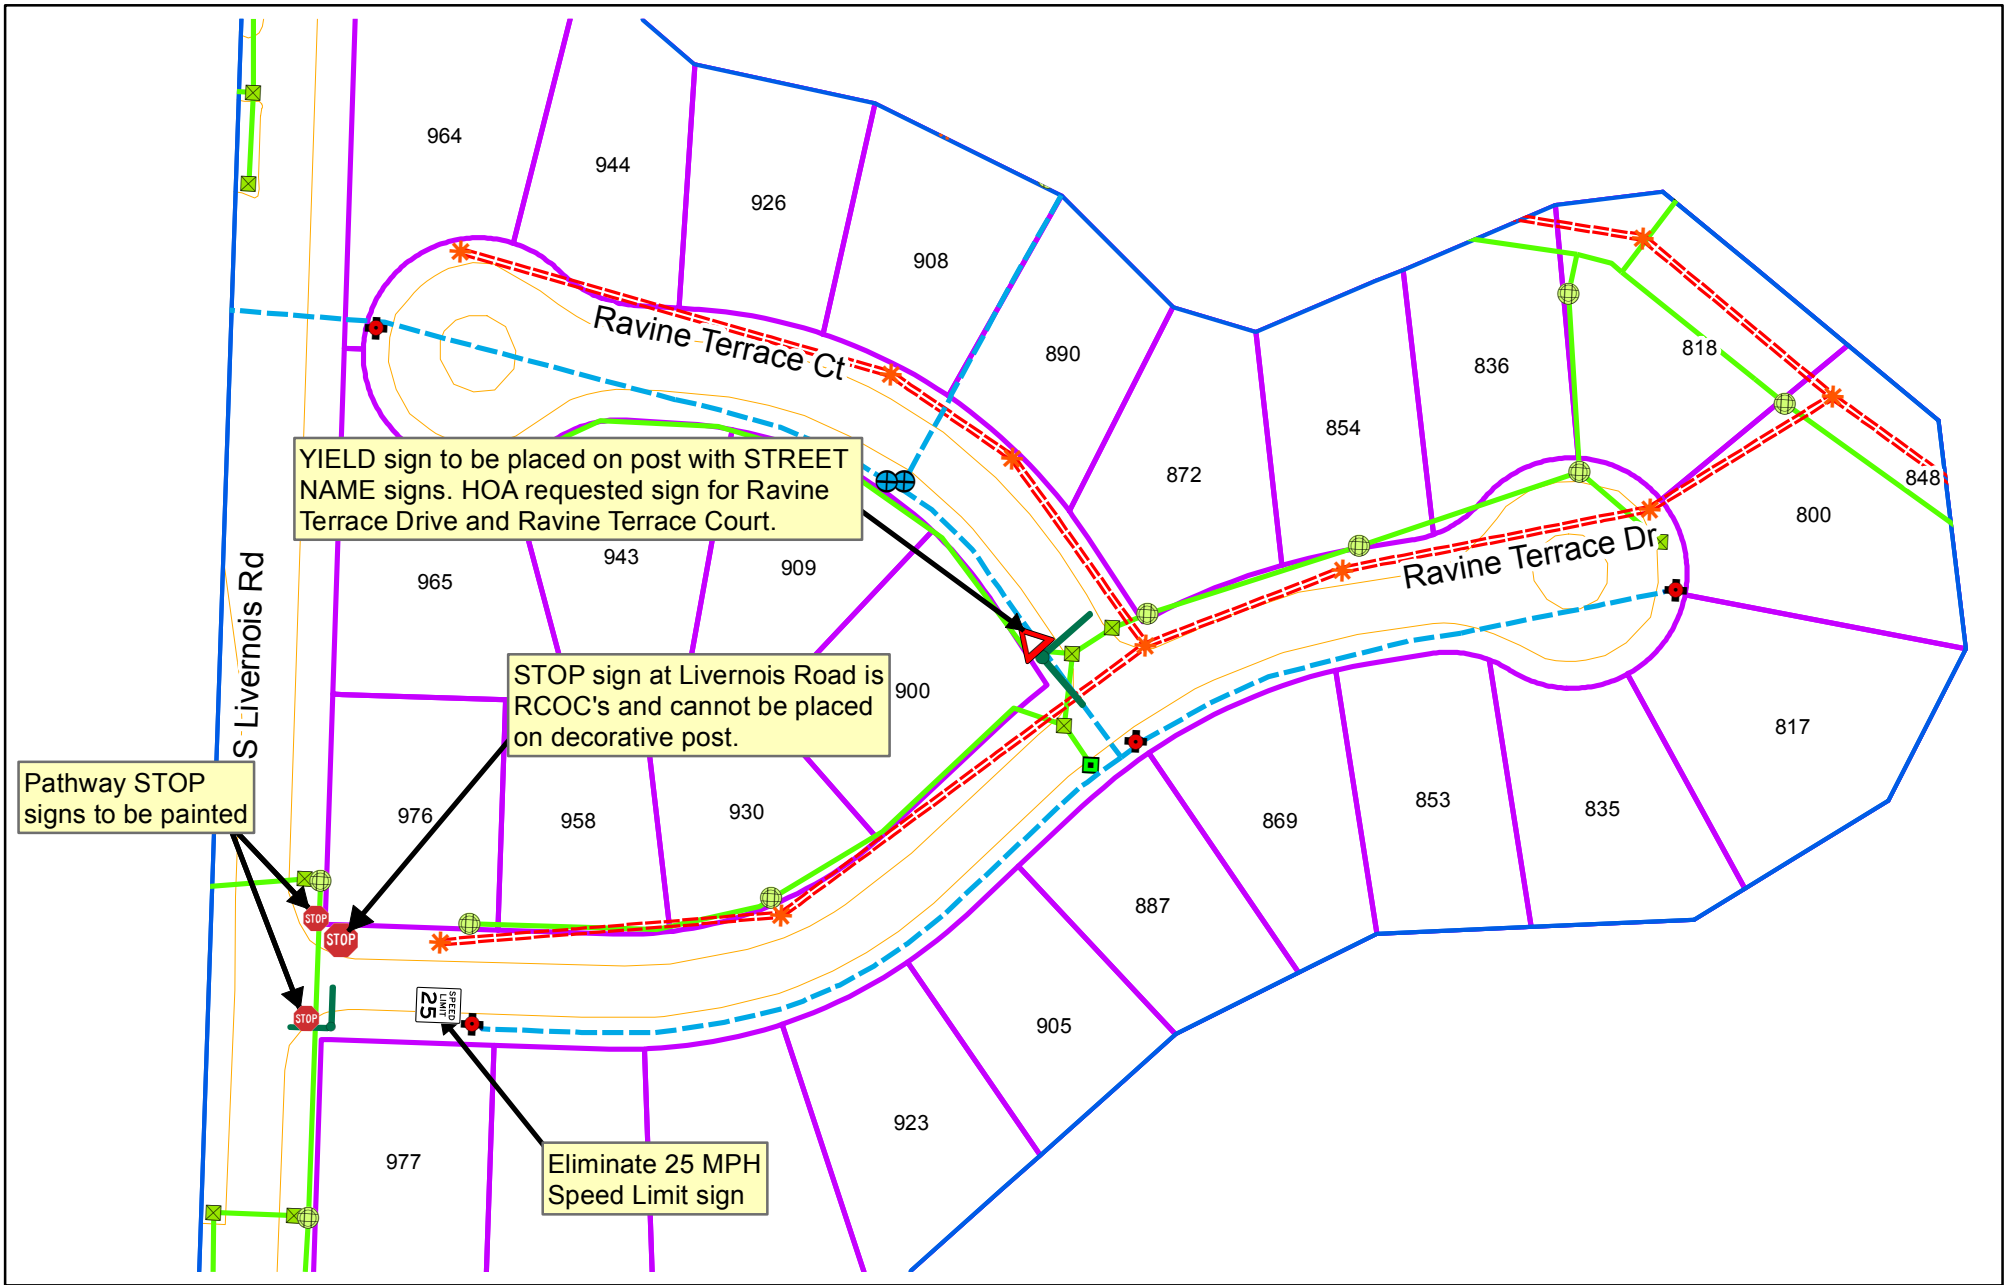 964
944
926
908
890
872
854
836
818
848
800
Ravine Terrace Ct
Ravine Terrace Dr
YIELD sign to be placed on post with STREET
NAME signs. HOA requested sign for Ravine
Terrace Drive and Ravine Terrace Court.
965
943
909
900
S Livernois Rd
STOP sign at Livernois Road is
RCOC's and cannot be placed
on decorative post.
Pathway STOP
signs to be painted
976
958
930
869
853
835
817
887
905
923
977
STOP
STOP
STOP
SPEED
LIMIT
25
Eliminate 25 MPH
Speed Limit sign